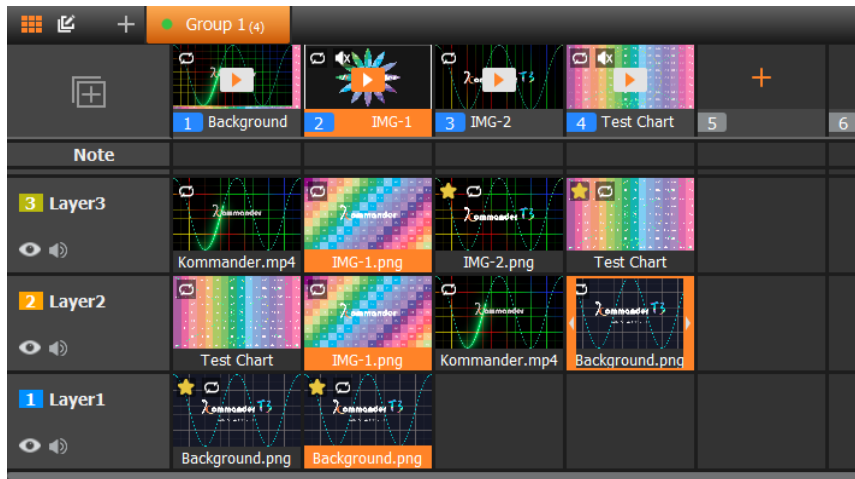 Group 1 (4)
1 Background
2 IMG-1
3 IMG-2
4 Test Chart
5
6
Note
3 Layer3
Kommander.mp4
IMG-1.png
IMG-2.png
Test Chart
2 Layer2
Test Chart
IMG-1.png
Kommander.mp4
Background.png
1 Layer1
Background.png
Background.png